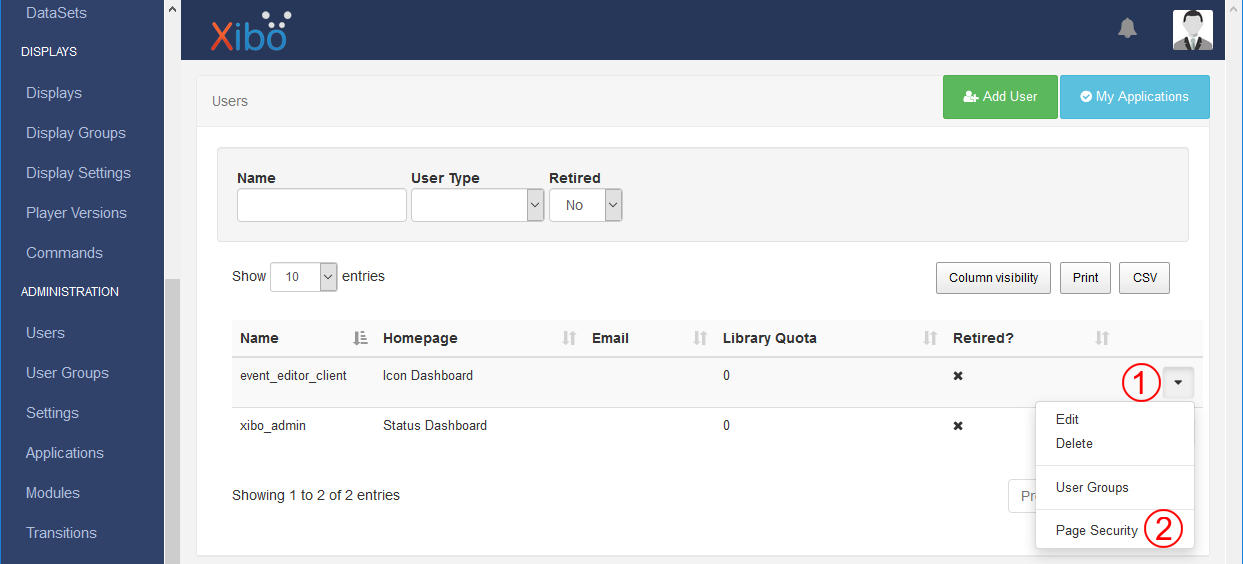 DataSets
DISPLAYS
Displays
Display Groups
Display Settings
Player Versions
Commands
ADMINISTRATION
Users
User Groups
Settings
Applications
Modules
Transitions
Xibo
Users
Add User
My Applications
Name User Type Retired
No
Show 10 entries
Column visibility Print CSV
Name Homepage Email Library Quota Retired?
event_editor_client Icon Dashboard 0
1
xibo_admin Status Dashboard 0
Edit
Delete
User Groups
Page Security 2
Showing 1 to 2 of 2 entries